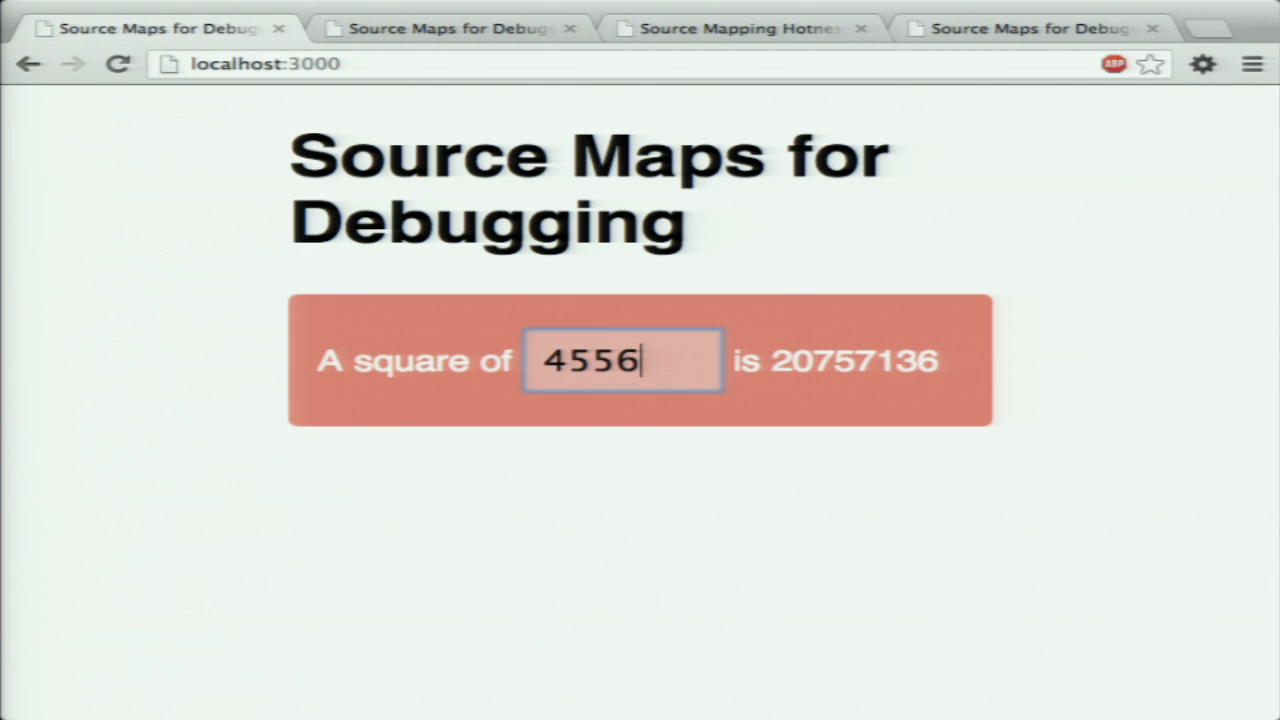 Source Maps for Debug
Source Maps for Debug
Source Mapping Hotnes
Source Maps for Debug
localhost:3000
ABP
Source Maps for
Debugging
A square of 4556 is 20757136